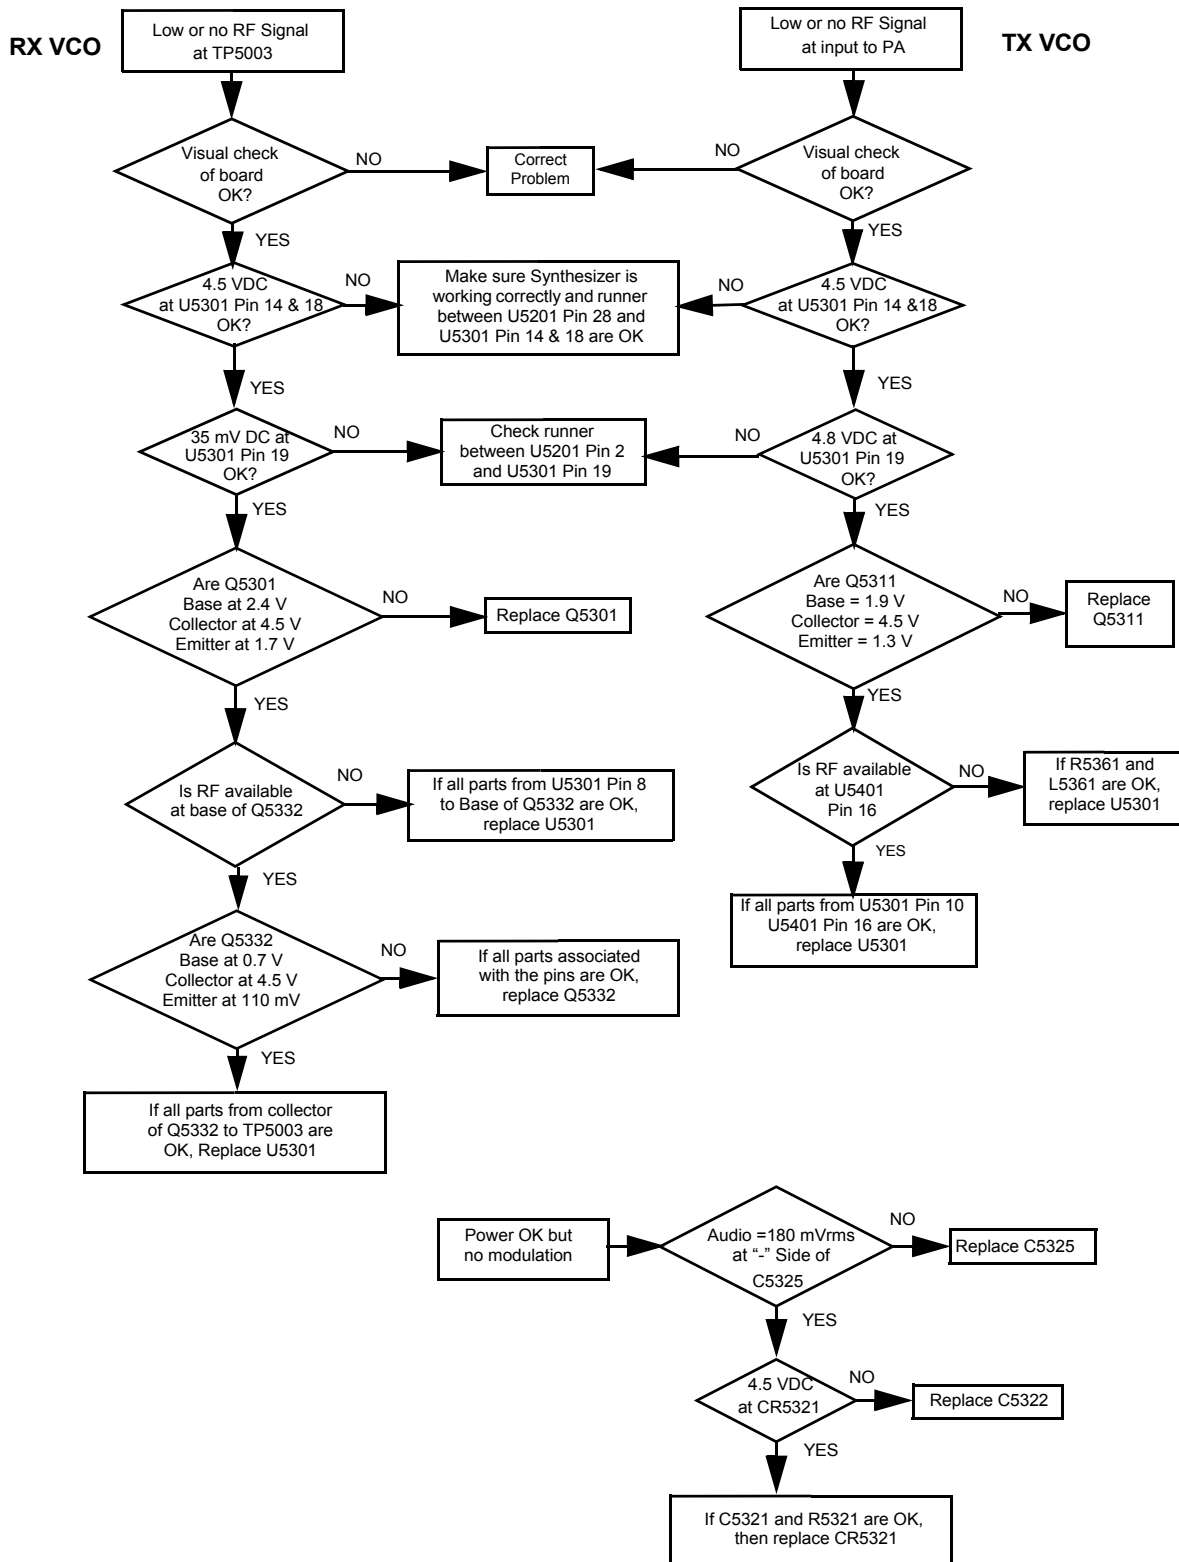 RX VCO
Low or no RF Signal
at TP5003
Low or no RF Signal
at input to PA
TX VCO
Visual check
of board
OK?
NO
Correct
Problem
NO
Visual check
of board
OK?
YES
YES
4.5 VDC
at U5301 Pin 14 & 18
OK?
NO
Make sure Synthesizer is
working correctly and runner
between U5201 Pin 28 and
U5301 Pin 14 & 18 are OK
NO
4.5 VDC
at U5301 Pin 14 &18
OK?
YES
YES
35 mV DC at
U5301 Pin 19
OK?
NO
Check runner
between U5201 Pin 2
and U5301 Pin 19
NO
4.8 VDC at
U5301 Pin 19
OK?
YES
YES
Are Q5301
Base at 2.4 V
Collector at 4.5 V
Emitter at 1.7 V
NO
Replace Q5301
Are Q5311
Base = 1.9 V
Collector = 4.5 V
Emitter = 1.3 V
NO
Replace
Q5311
YES
YES
Is RF available
at base of Q5332
NO
If all parts from U5301 Pin 8
to Base of Q5332 are OK,
replace U5301
Is RF available
at U5401
Pin 16
NO
If R5361 and
L5361 are OK,
replace U5301
YES
YES
Are Q5332
Base at 0.7 V
Collector at 4.5 V
Emitter at 110 mV
NO
If all parts associated
with the pins are OK,
replace Q5332
If all parts from U5301 Pin 10
U5401 Pin 16 are OK,
replace U5301
YES
If all parts from collector
of Q5332 to TP5003 are
OK, Replace U5301
Power OK but
no modulation
Audio =180 mVrms
at “-” Side of
C5325
NO
Replace C5325
YES
4.5 VDC
at CR5321
NO
Replace C5322
YES
If C5321 and R5321 are OK,
then replace CR5321